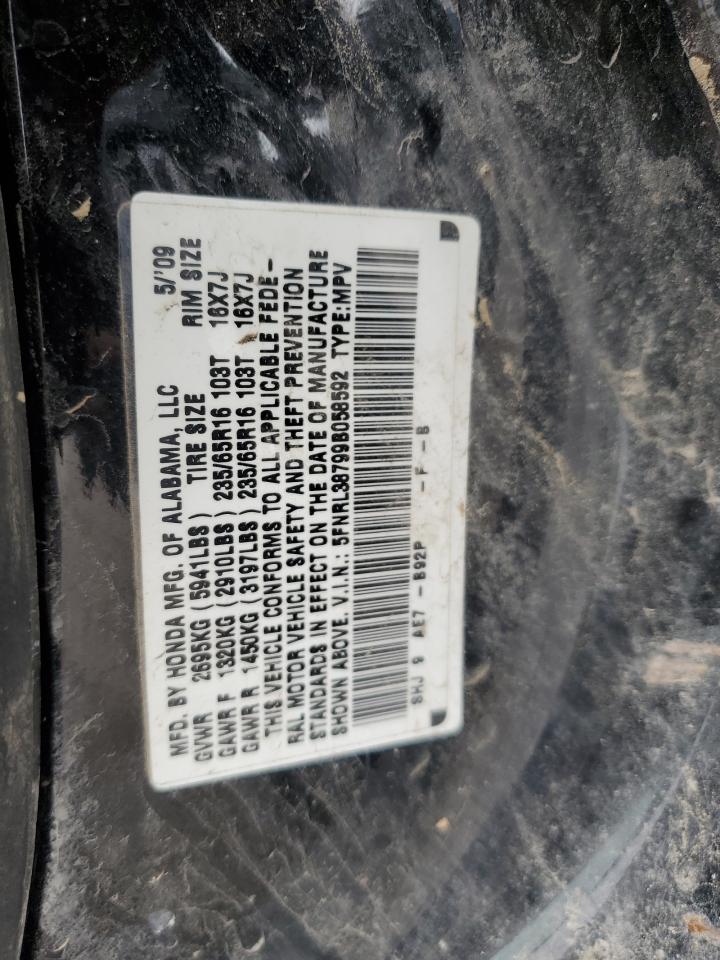 MFD. BY HONDA MFG. OF ALABAMA, LLC 5/'09
GVWR 2695KG (5941LBS) TIRE SIZE RIM SIZE
GAWR F 1320KG (2910LBS) 235/65R16 103T 16X7J
GAWR R 1450KG (3197LBS) 235/65R16 103T 16X7J
THIS VEHICLE CONFORMS TO ALL APPLICABLE FEDE-
RAL MOTOR VEHICLE SAFETY AND THEFT PREVENTION
STANDARDS IN EFFECT ON THE DATE OF MANUFACTURE
SHOWN ABOVE. V.I.N.: 5FNRL38799B058592 TYPE:MPV
SHJ 9 AE7 -B92P -F -B